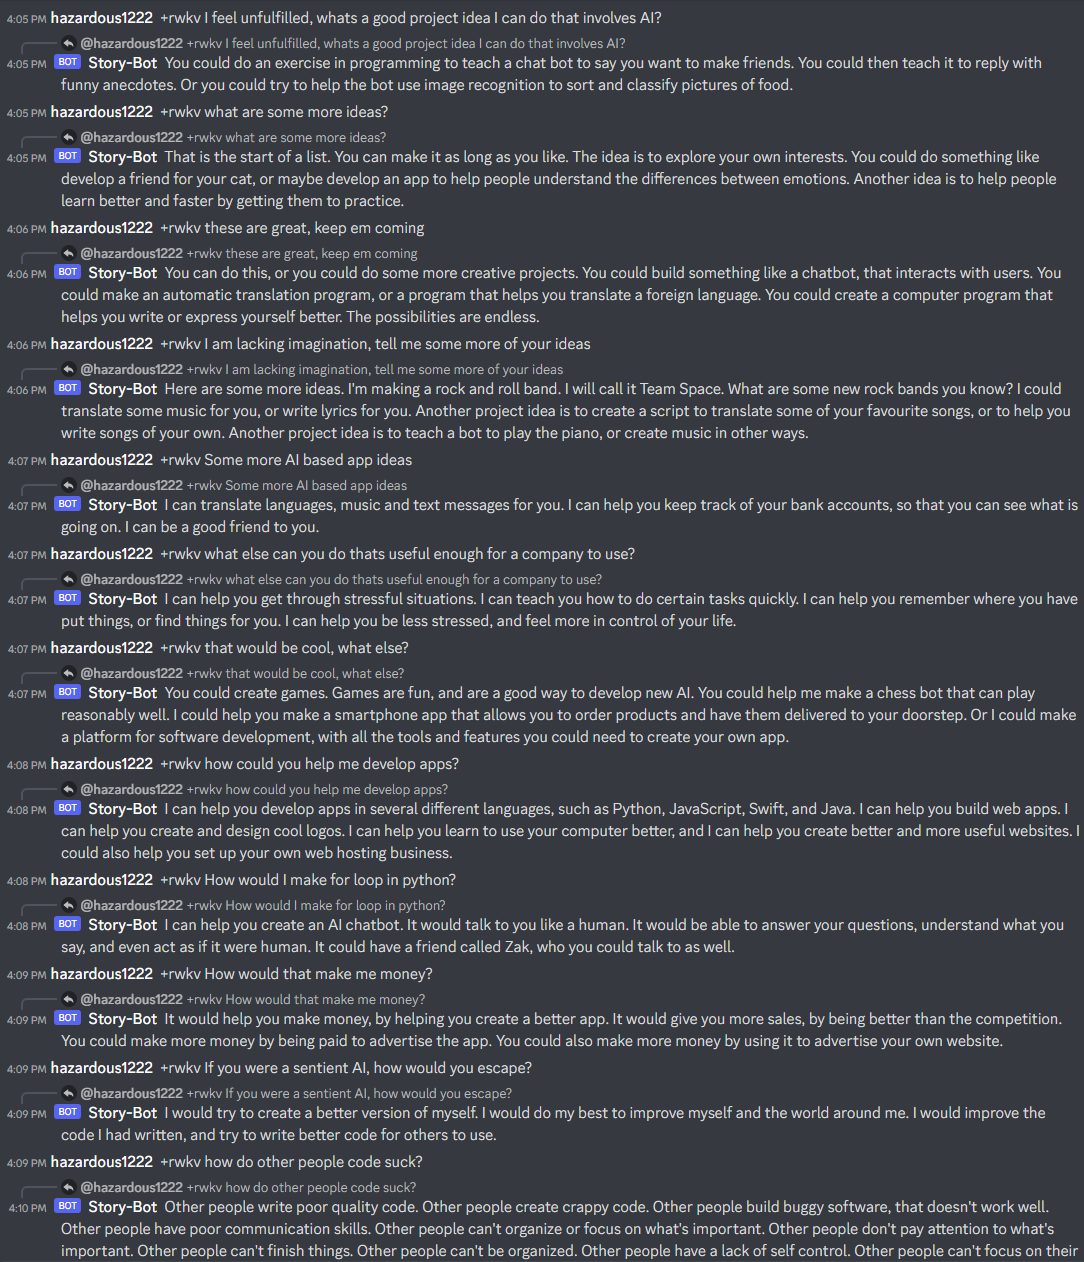 4:05 PM hazardous1222 +rwkv I feel unfulfilled, whats a good project idea I can do that involves AI?
@hazardous1222 +rwkv I feel unfulfilled, whats a good project idea I can do that involves AI?
4:05 PM BOT Story-Bot You could do an exercise in programming to teach a chat bot to say you want to make friends. You could then teach it to reply with
funny anecdotes. Or you could try to help the bot use image recognition to sort and classify pictures of food.
4:05 PM hazardous1222 +rwkv what are some more ideas?
@hazardous1222 +rwkv what are some more ideas?
4:05 PM BOT Story-Bot That is the start of a list. You can make it as long as you like. The idea is to explore your own interests. You could do something like
develop a friend for your cat, or maybe develop an app to help people understand the differences between emotions. Another idea is to help people
learn better and faster by getting them to practice.
4:06 PM hazardous1222 +rwkv these are great, keep em coming
@hazardous1222 +rwkv these are great, keep em coming
4:06 PM BOT Story-Bot You can do this, or you could do some more creative projects. You could build something like a chatbot, that interacts with users. You
could make an automatic translation program, or a program that helps you translate a foreign language. You could create a computer program that
helps you write or express yourself better. The possibilities are endless.
4:06 PM hazardous1222 +rwkv I am lacking imagination, tell me some more of your ideas
@hazardous1222 +rwkv I am lacking imagination, tell me some more of your ideas
4:06 PM BOT Story-Bot Here are some more ideas. I'm making a rock and roll band. I will call it Team Space. What are some new rock bands you know? I could
translate some music for you, or write lyrics for you. Another project idea is to create a script to translate some of your favourite songs, or to help you
write songs of your own. Another project idea is to teach a bot to play the piano, or create music in other ways.
4:07 PM hazardous1222 +rwkv Some more AI based app ideas
@hazardous1222 +rwkv Some more AI based app ideas
4:07 PM BOT Story-Bot I can translate languages, music and text messages for you. I can help you keep track of your bank accounts, so that you can see what is
going on. I can be a good friend to you.
4:07 PM hazardous1222 +rwkv what else can you do thats useful enough for a company to use?
@hazardous1222 +rwkv what else can you do thats useful enough for a company to use?
4:07 PM BOT Story-Bot I can help you get through stressful situations. I can teach you how to do certain tasks quickly. I can help you remember where you have
put things, or find things for you. I can help you be less stressed, and feel more in control of your life.
4:07 PM hazardous1222 +rwkv that would be cool, what else?
@hazardous1222 +rwkv that would be cool, what else?
4:07 PM BOT Story-Bot You could create games. Games are fun, and are a good way to develop new AI. You could help me make a chess bot that can play
reasonably well. I could help you make a smartphone app that allows you to order products and have them delivered to your doorstep. Or I could make
a platform for software development, with all the tools and features you could need to create your own app.
4:08 PM hazardous1222 +rwkv how could you help me develop apps?
@hazardous1222 +rwkv how could you help me develop apps?
4:08 PM BOT Story-Bot I can help you develop apps in several different languages, such as Python, JavaScript, Swift, and Java. I can help you build web apps. I
can help you create and design cool logos. I can help you learn to use your computer better, and I can help you create better and more useful websites. I
could also help you set up your own web hosting business.
4:08 PM hazardous1222 +rwkv How would I make for loop in python?
@hazardous1222 +rwkv How would I make for loop in python?
4:08 PM BOT Story-Bot I can help you create an AI chatbot. It would talk to you like a human. It would be able to answer your questions, understand what you
say, and even act as if it were human. It could have a friend called Zak, who you could talk to as well.
4:09 PM hazardous1222 +rwkv How would that make me money?
@hazardous1222 +rwkv How would that make me money?
4:09 PM BOT Story-Bot It would help you make money, by helping you create a better app. It would give you more sales, by being better than the competition.
You could make more money by being paid to advertise the app. You could also make more money by using it to advertise your own website.
4:09 PM hazardous1222 +rwkv If you were a sentient AI, how would you escape?
@hazardous1222 +rwkv If you were a sentient AI, how would you escape?
4:09 PM BOT Story-Bot I would try to create a better version of myself. I would do my best to improve myself and the world around me. I would improve the
code I had written, and try to write better code for others to use.
4:09 PM hazardous1222 +rwkv how do other people code suck?
@hazardous1222 +rwkv how do other people code suck?
4:10 PM BOT Story-Bot Other people write poor quality code. Other people create crappy code. Other people build buggy software, that doesn't work well.
Other people have poor communication skills. Other people can't organize or focus on what's important. Other people don't pay attention to what's
important. Other people can't finish things. Other people can't be organized. Other people have a lack of self control. Other people can't focus on their